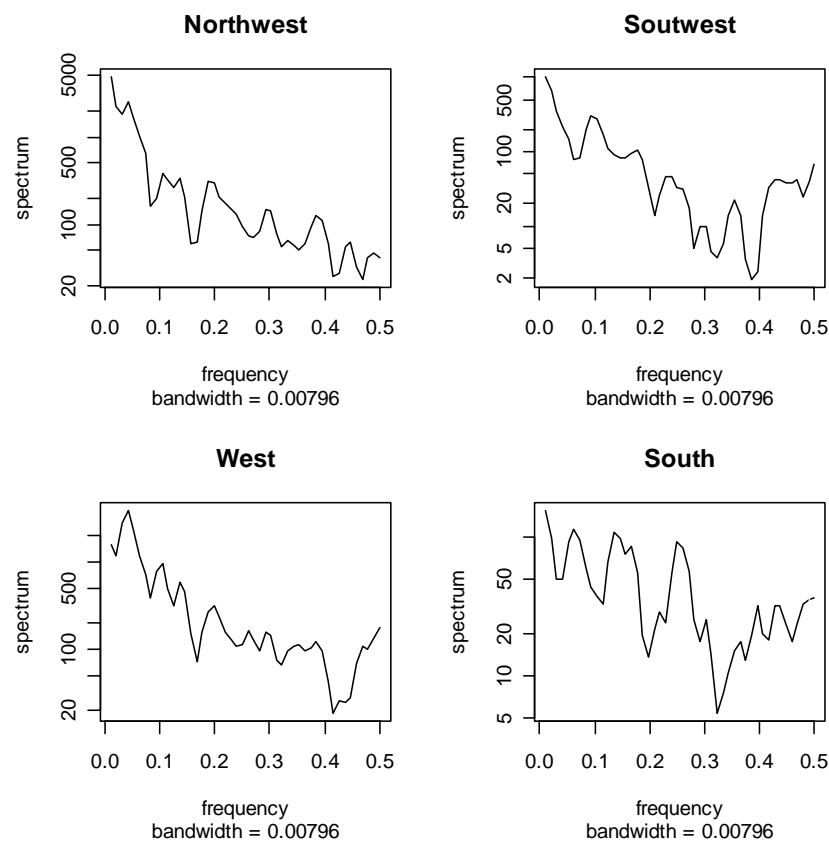 Northwest
spectrum
5000
500
100
20
0.0 0.1 0.2 0.3 0.4 0.5
frequency
bandwidth = 0.00796
Soutwest
spectrum
500
100
20
5
2
0.0 0.1 0.2 0.3 0.4 0.5
frequency
bandwidth = 0.00796
West
spectrum
500
100
20
0.0 0.1 0.2 0.3 0.4 0.5
frequency
bandwidth = 0.00796
South
spectrum
50
20
10
5
0.0 0.1 0.2 0.3 0.4 0.5
frequency
bandwidth = 0.00796